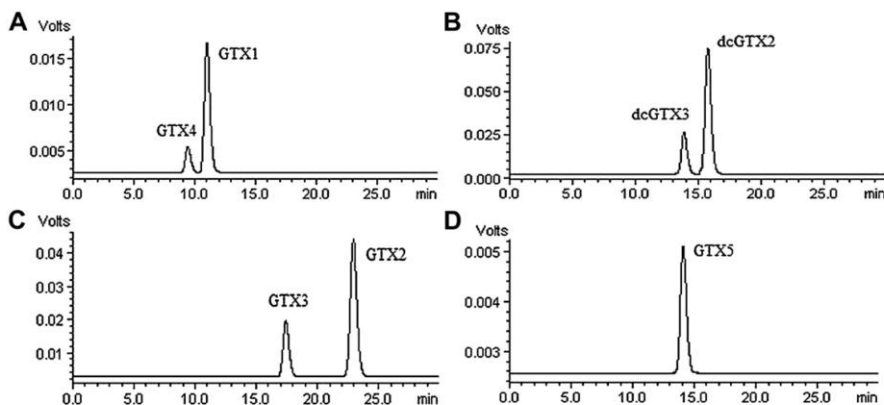 A
Volts
0.015
0.010
0.005
GTX1
GTX4
0.0 5.0 10.0 15.0 20.0 25.0 min
B
Volts
0.075
0.050
0.025
0.000
dcGTX2
dcGTX3
0.0 5.0 10.0 15.0 20.0 25.0 min
C
Volts
0.04
0.03
0.02
0.01
GTX2
GTX3
0.0 5.0 10.0 15.0 20.0 25.0 min
D
Volts
0.005
0.004
0.003
GTX5
0.0 5.0 10.0 15.0 20.0 25.0 min